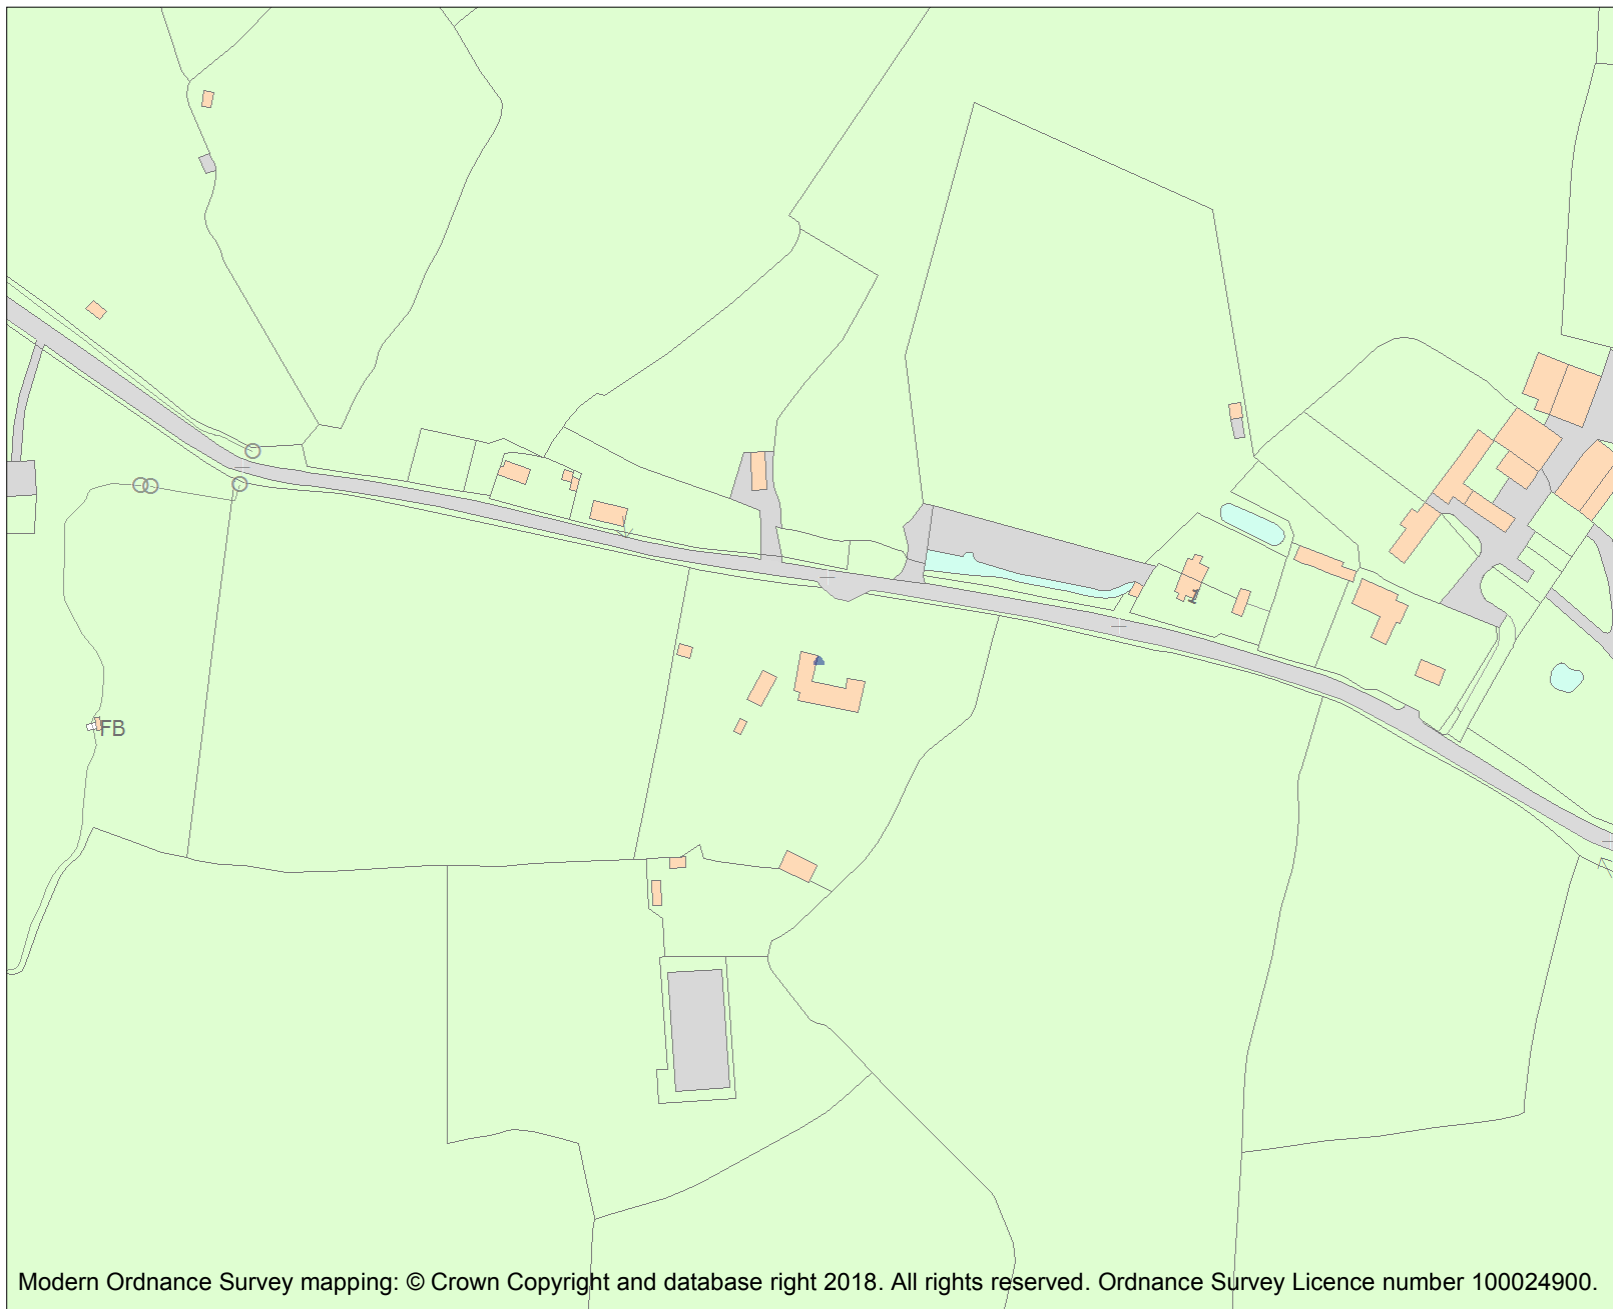 1
FB
Modern Ordnance Survey mapping: © Crown Copyright and database right 2018. All rights reserved. Ordnance Survey Licence number 100024900.